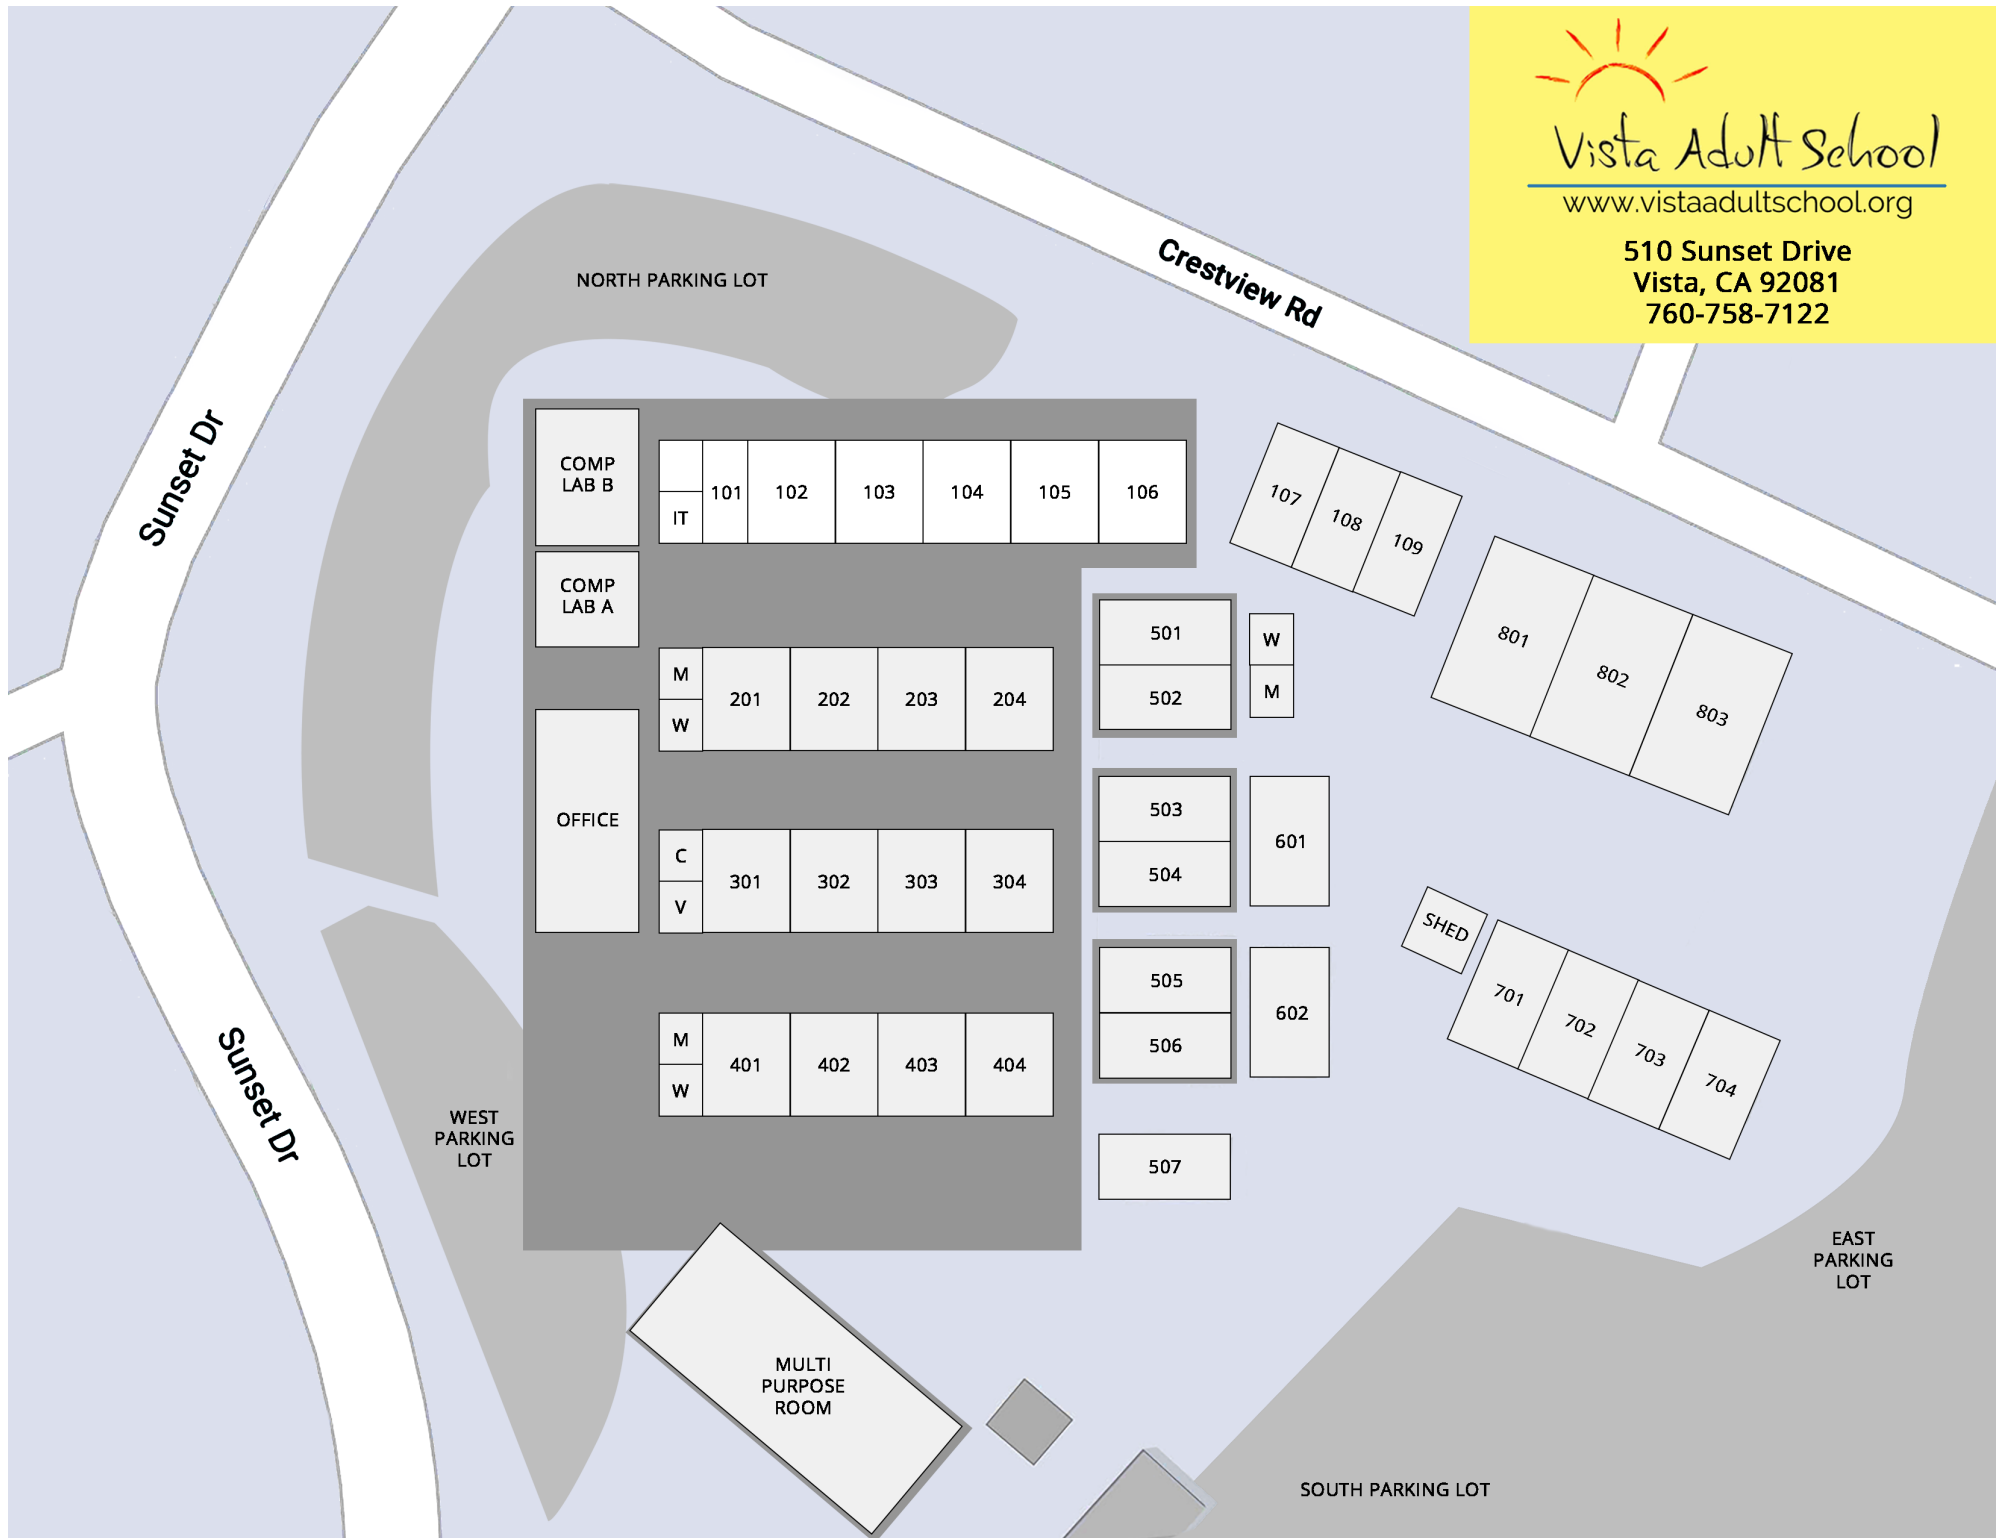 Vista Adult School
www.vistaadultschool.org
510 Sunset Drive
Vista, CA 92081
760-758-7122
Crestview Rd
NORTH PARKING LOT
Sunset Dr
COMP
LAB B
IT
101
102
103
104
105
106
107
108
109
COMP
LAB A
501
502
W
M
801
802
803
M
W
201
202
203
204
OFFICE
503
504
601
C
V
301
302
303
304
SHED
701
702
703
704
505
506
602
M
W
401
402
403
404
Sunset Dr
WEST
PARKING
LOT
507
EAST
PARKING
LOT
MULTI
PURPOSE
ROOM
SOUTH PARKING LOT